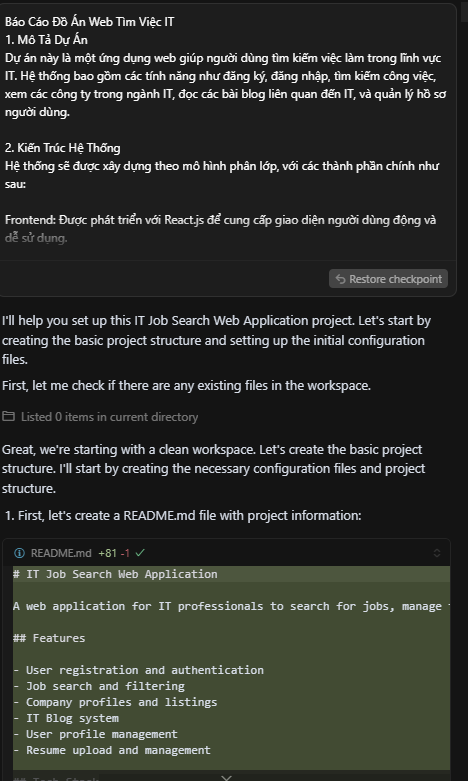 Báo Cáo Đồ Án Web Tìm Việc IT
1. Mô Tả Dự Án
Dự án này là một ứng dụng web giúp người dùng tìm kiếm việc làm trong lĩnh vực
IT. Hệ thống bao gồm các tính năng như đăng ký, đăng nhập, tìm kiếm công việc,
xem các công ty trong ngành IT, đọc các bài blog liên quan đến IT, và quản lý hồ sơ
người dùng.
2. Kiến Trúc Hệ Thống
Hệ thống sẽ được xây dựng theo mô hình phân lớp, với các thành phần chính như
sau:
Frontend: Được phát triển với React.js để cung cấp giao diện người dùng động và
dễ sử dụng.
Restore checkpoint
I'll help you set up this IT Job Search Web Application project. Let's start by
creating the basic project structure and setting up the initial configuration
files.
First, let me check if there are any existing files in the workspace.
Listed 0 items in current directory
Great, we're starting with a clean workspace. Let's create the basic project
structure. I'll start by creating the necessary configuration files and project
structure.
1. First, let's create a README.md file with project information:
README.md +81 -1
# IT Job Search Web Application
A web application for IT professionals to search for jobs, manage
## Features
- User registration and authentication
- Job search and filtering
- Company profiles and listings
- IT Blog system
- User profile management
- Resume upload and management
## Tech Stack